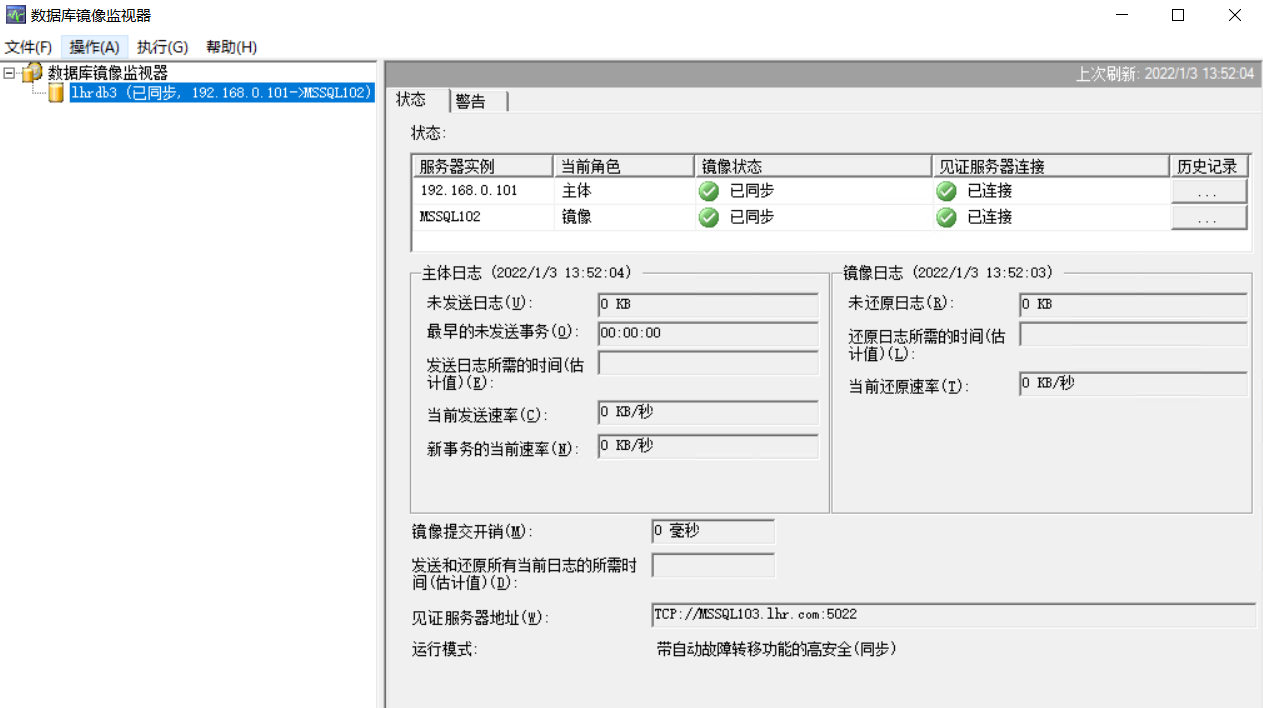 数据库镜像监视器
文件(F) 操作(A) 执行(G) 帮助(H)
数据库镜像监视器
lhrdb3 (已同步, 192.168.0.101->MSSQL102)
上次刷新: 2022/1/3 13:52:04
状态 警告
状态:
服务器实例 当前角色 镜像状态 见证服务器连接 历史记录
192.168.0.101 主体 已同步 已连接 ...
MSSQL102 镜像 已同步 已连接 ...
主体日志 (2022/1/3 13:52:04)
未发送日志(U): 0 KB
最早的未发送事务(O): 00:00:00
发送日志所需的时间(估
计值)(E):
当前发送速率(C): 0 KB/秒
新事务的当前速率(N): 0 KB/秒
镜像日志 (2022/1/3 13:52:03)
未还原日志(R): 0 KB
还原日志所需的时间(估
计值)(L):
当前还原速率(T): 0 KB/秒
镜像提交开销(M): 0 毫秒
发送和还原所有当前日志的所需时
间(估计值)(D):
见证服务器地址(W): TCP://MSSQL103.lhr.com:5022
运行模式: 带自动故障转移功能的高安全(同步)